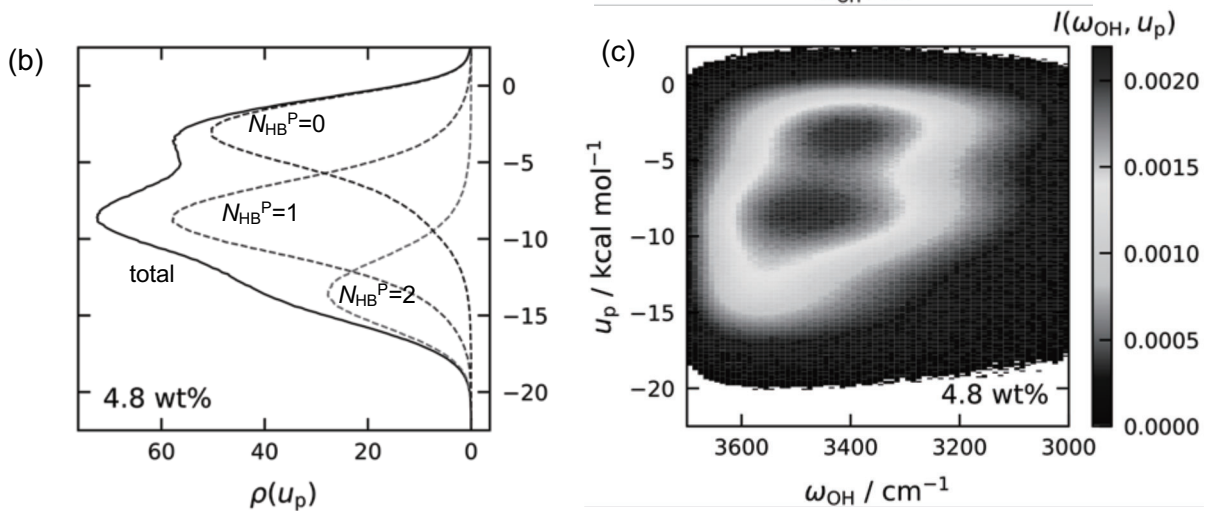 (b)
0
−5
−10
−15
−20
N_HB^P=0
N_HB^P=1
N_HB^P=2
total
4.8 wt%
60 40 20 0
ρ(u_p)
OH
(c)
I(ω_OH, u_p)
u_p / kcal mol⁻¹
0
−5
−10
−15
−20
4.8 wt%
3600 3400 3200 3000
ω_OH / cm⁻¹
0.0020
0.0015
0.0010
0.0005
0.0000